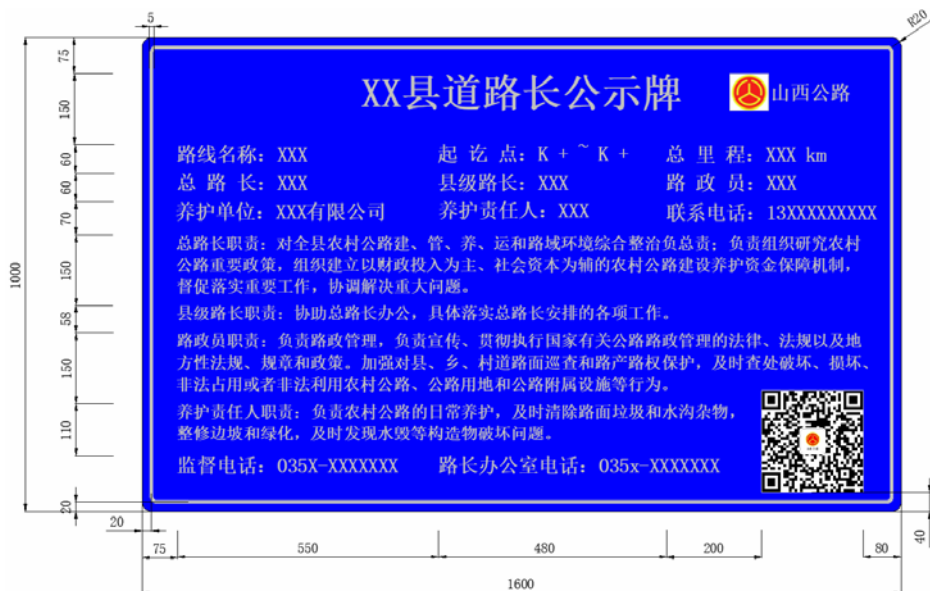 5
R20
XX县道路长公示牌
山西公路
路线名称：XXX 起 讫 点：K + ~ K + 总 里 程：XXX km
总 路 长：XXX 县级路长：XXX 路 政 员：XXX
养护单位：XXX有限公司 养护责任人：XXX 联系电话：13XXXXXXXXX
总路长职责：对全县农村公路建、管、养、运和路域环境综合整治负总责；负责组织研究农村
公路重要政策，组织建立以财政投入为主、社会资本为辅的农村公路建设养护资金保障机制，
督促落实重要工作，协调解决重大问题。
县级路长职责：协助总路长办公，具体落实总路长安排的各项工作。
路政员职责：负责路政管理，负责宣传、贯彻执行国家有关公路路政管理的法律、法规以及地
方性法规、规章和政策。加强对县、乡、村道路面巡查和路产路权保护，及时查处破坏、损坏、
非法占用或者非法利用农村公路、公路用地和公路附属设施等行为。
养护责任人职责：负责农村公路的日常养护，及时清除路面垃圾和水沟杂物，
整修边坡和绿化，及时发现水毁等构造物破坏问题。
监督电话：035X-XXXXXXX 路长办公室电话：035x-XXXXXXX
75
150
60
60
70
150
58
150
110
20
1000
20
75
550
480
200
80
40
1600